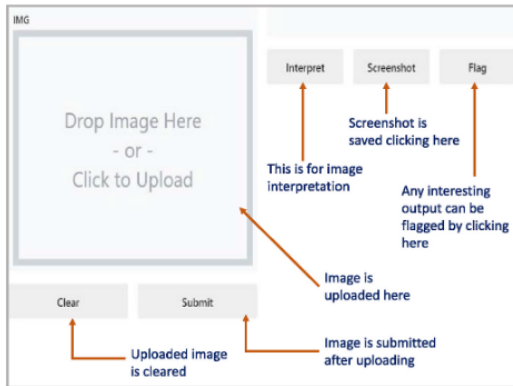 IMG
Interpret
Screenshot
Flag
Drop Image Here
- or -
Click to Upload
Screenshot is
saved clicking here
This is for image
interpretation
Any interesting
output can be
flagged by clicking
here
Image is
uploaded here
Clear
Submit
Uploaded image
is cleared
Image is submitted
after uploading